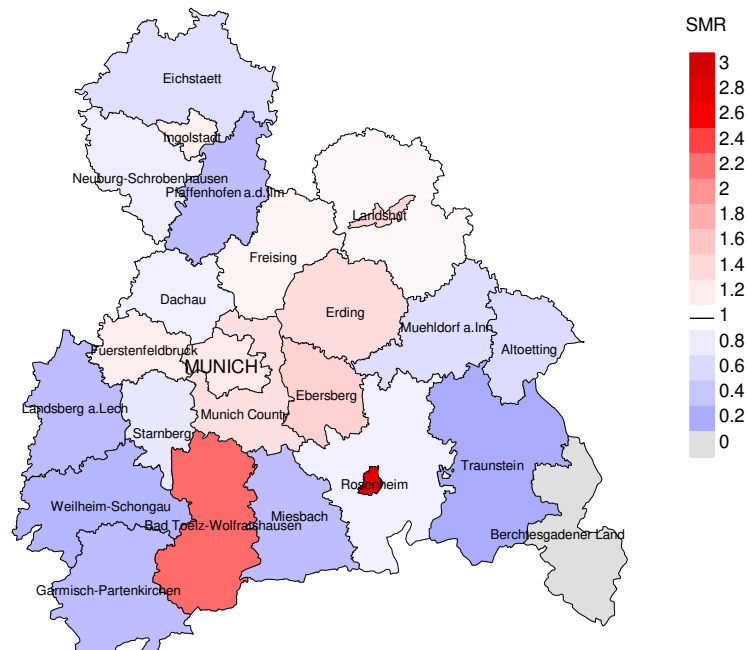 SMR
Eichstaett
3
2.8
2.6
Ingolstadt
2.4
2.2
Neuburg-Schrobenhausen
Pfaffenhofen a.d.Ilm
2
Landshut
1.8
1.6
Freising
1.4
Dachau
1.2
Erding
1
Muehldorf a.Inn
Fuerstenfeldbruck
Altoetting
0.8
MUNICH
0.6
Ebersberg
0.4
Landsberg a.Lech
Munich County
0.2
Starnberg
0
Traunstein
Rosenheim
Weilheim-Schongau
Miesbach
Bad Toelz-Wolfratshausen
Berchtesgadener Land
Garmisch-Partenkirchen